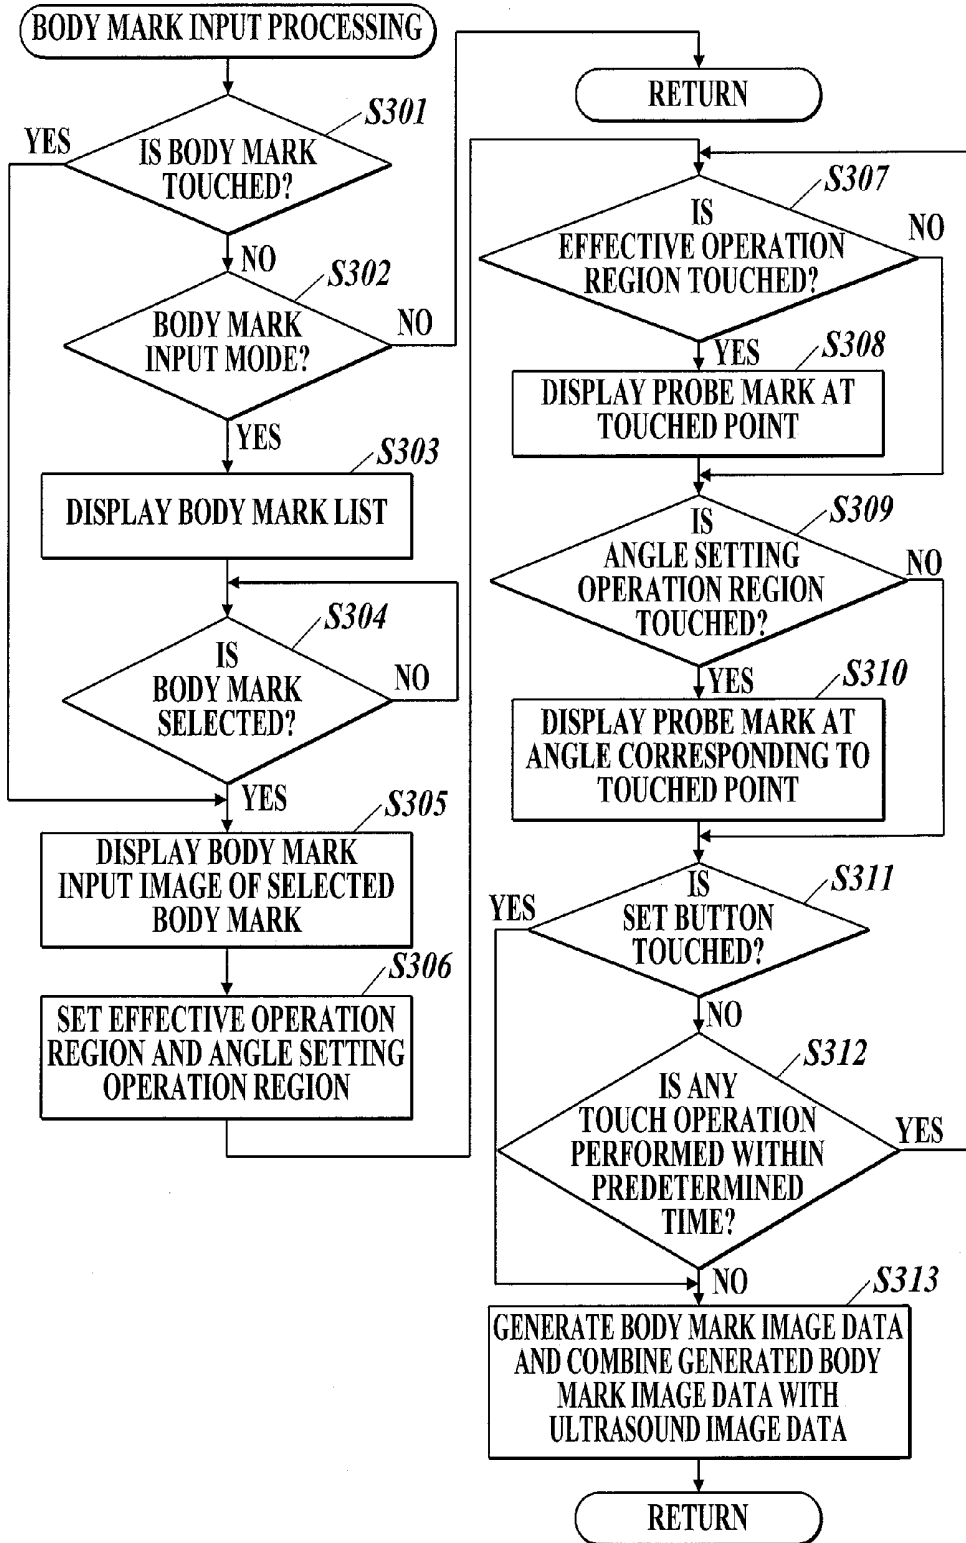 BODY MARK INPUT PROCESSING
S301
YES
IS BODY MARK
TOUCHED?
NO
S302
BODY MARK
INPUT MODE?
NO
YES
S303
DISPLAY BODY MARK LIST
S304
IS
BODY MARK
SELECTED?
NO
YES
S305
DISPLAY BODY MARK
INPUT IMAGE OF SELECTED
BODY MARK
S306
SET EFFECTIVE OPERATION
REGION AND ANGLE SETTING
OPERATION REGION
RETURN
S307
IS
EFFECTIVE OPERATION
REGION TOUCHED?
NO
YES
S308
DISPLAY PROBE MARK AT
TOUCHED POINT
S309
IS
ANGLE SETTING
OPERATION REGION
TOUCHED?
NO
YES
S310
DISPLAY PROBE MARK AT
ANGLE CORRESPONDING TO
TOUCHED POINT
S311
YES
IS
SET BUTTON
TOUCHED?
NO
S312
IS ANY
TOUCH OPERATION
PERFORMED WITHIN
PREDETERMINED
TIME?
YES
NO
S313
GENERATE BODY MARK IMAGE DATA
AND COMBINE GENERATED BODY
MARK IMAGE DATA WITH
ULTRASOUND IMAGE DATA
RETURN